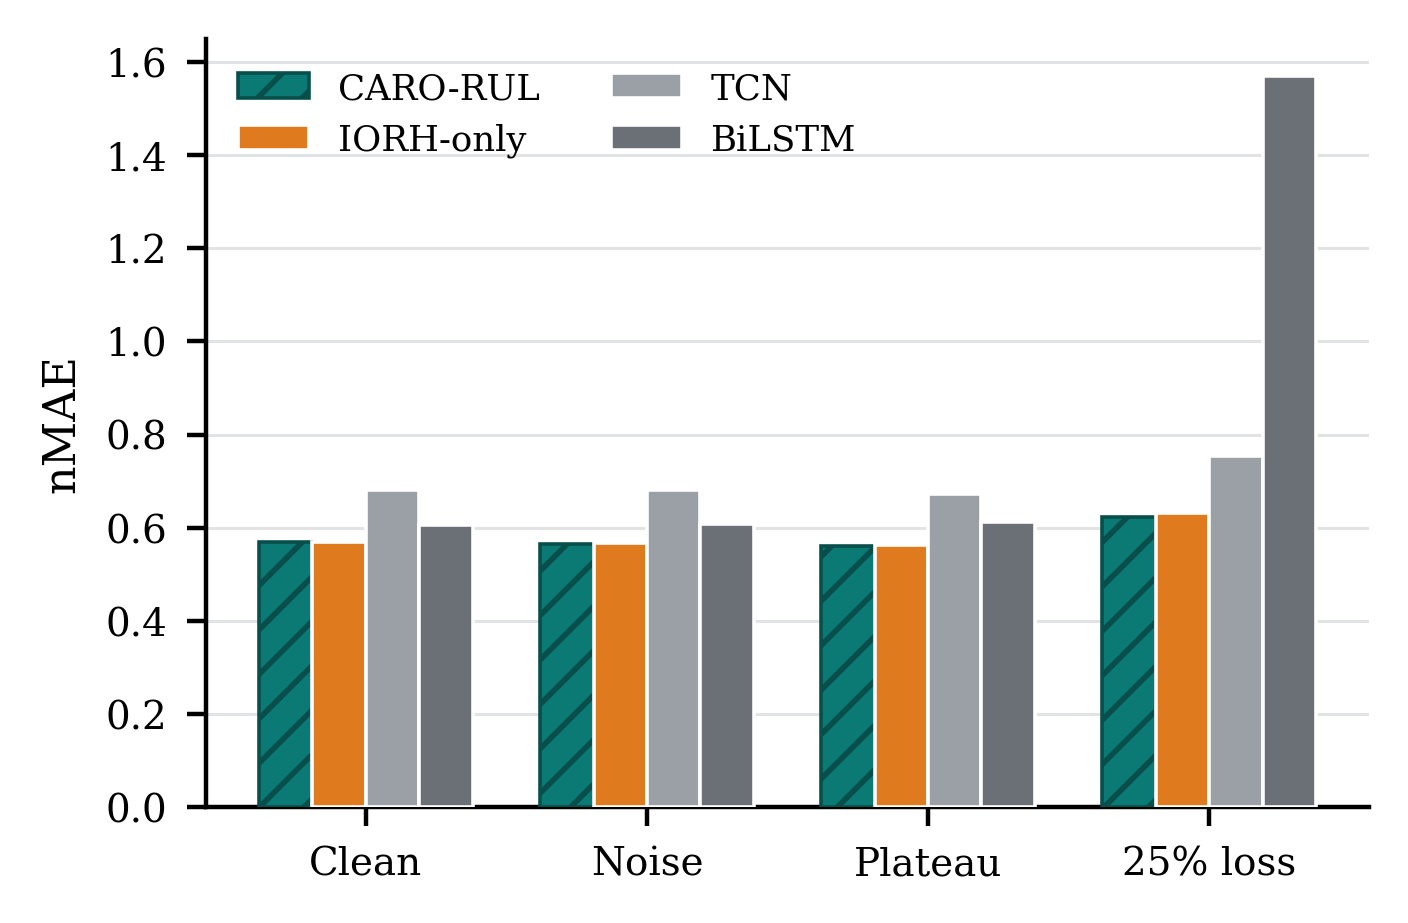 CARO-RUL
IORH-only
TCN
BiLSTM
nMAE
1.6
1.4
1.2
1.0
0.8
0.6
0.4
0.2
0.0
Clean
Noise
Plateau
25% loss